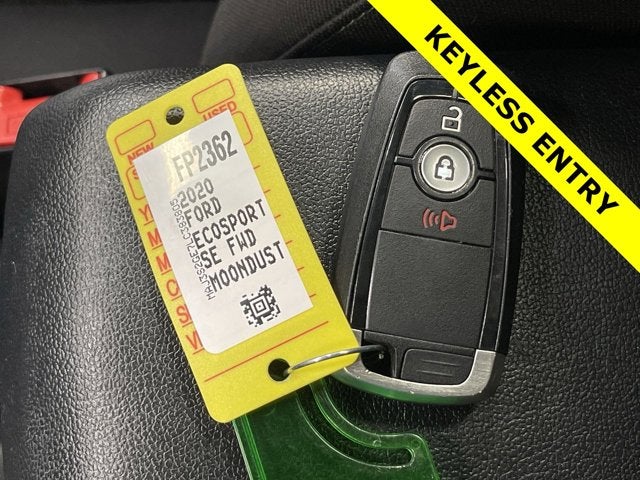 KEYLESS ENTRY
NEW
USED
FP2362
2020
FORD
ECOSPORT
SE FWD
MOONDUST
S
Y
M
M
C
S
V